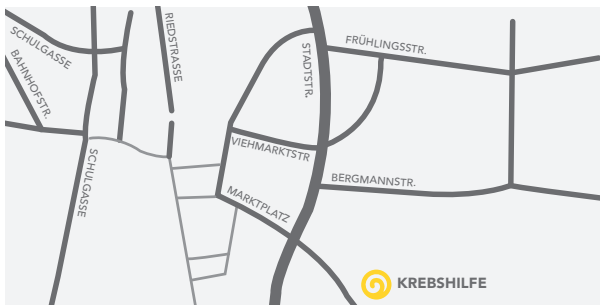 SCHULGASSE
BAHNHOFSTR.
RIEDSTRASSE
STADTSTR.
FRÜHLINGSSTR.
VIEHMARKTSTR
SCHULGASSE
MARKTPLATZ
BERGMANNSTR.
KREBSHILFE